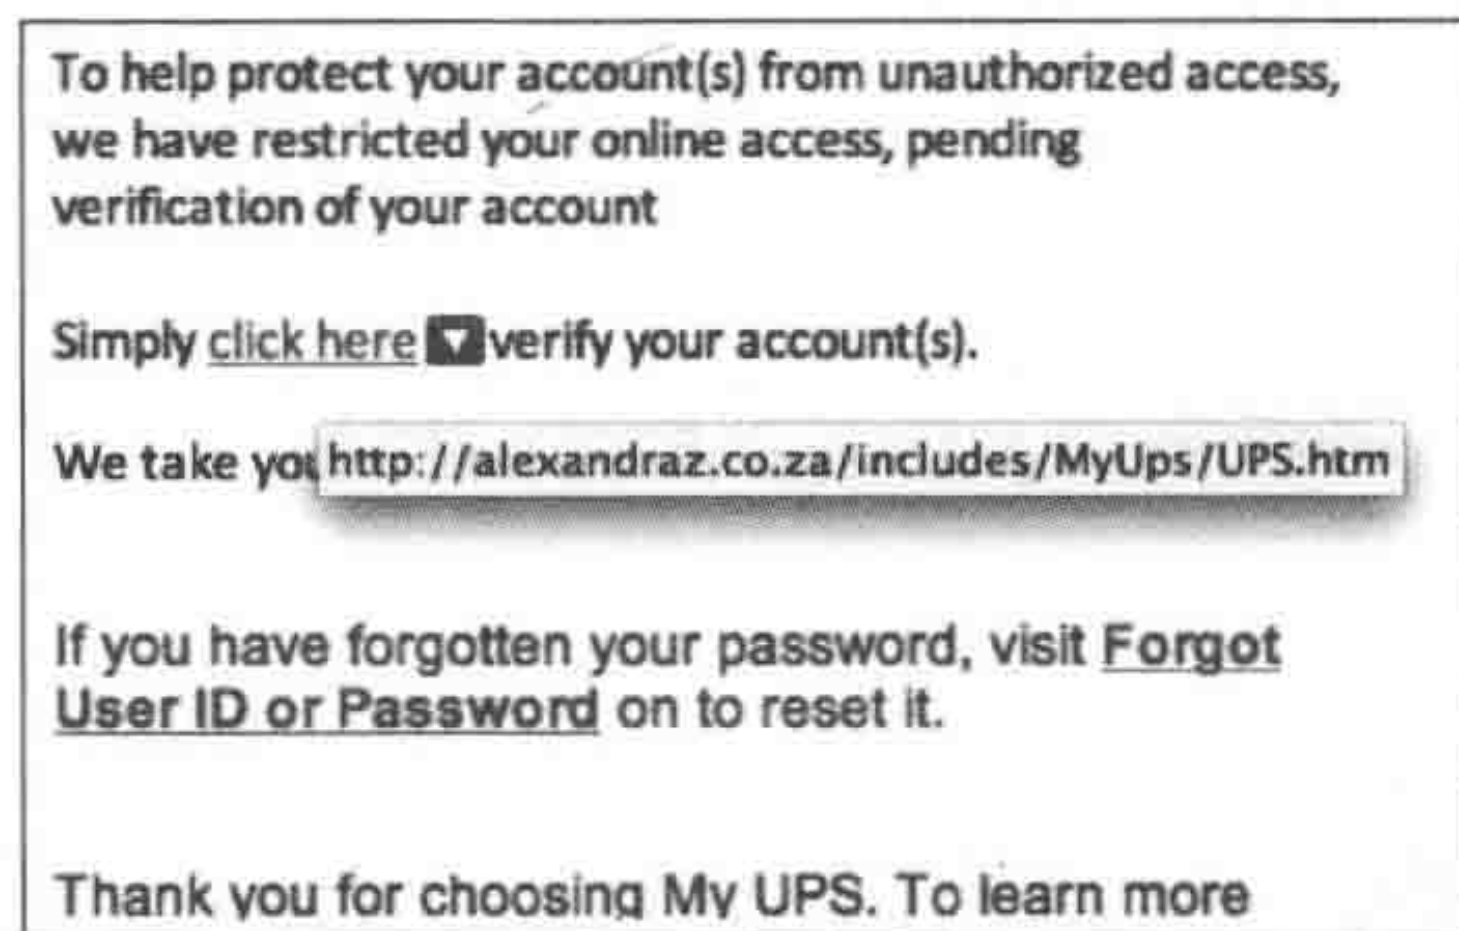 To help protect your account(s) from unauthorized access,
we have restricted your online access, pending
verification of your account
Simply click here verify your account(s).
We take you http://alexandraz.co.za/includes/MyUps/UPS.htm
If you have forgotten your password, visit Forgot
User ID or Password on to reset it.
Thank you for choosing My UPS. To learn more